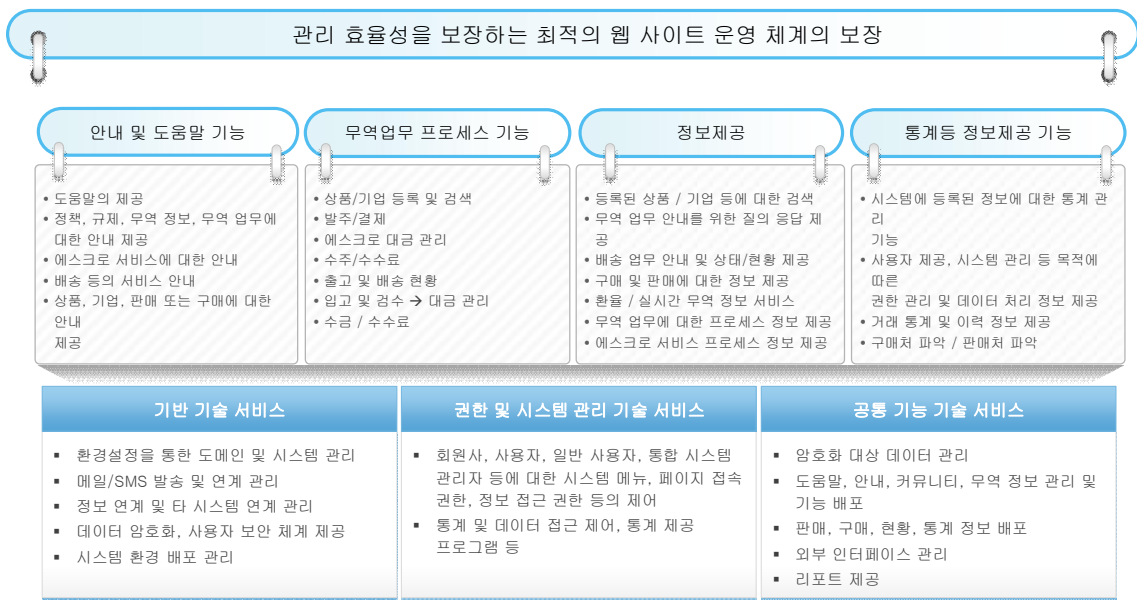 관리 효율성을 보장하는 최적의 웹 사이트 운영 체계의 보장
안내 및 도움말 기능
• 도움말의 제공
• 정책, 규제, 무역 정보, 무역 업무에
대한 안내 제공
• 에스크로 서비스에 대한 안내
• 배송 등의 서비스 안내
• 상품, 기업, 판매 또는 구매에 대한
안내
제공
무역업무 프로세스 기능
• 상품/기업 등록 및 검색
• 발주/결제
• 에스크로 대금 관리
• 수주/수수료
• 출고 및 배송 현황
• 입고 및 검수 → 대금 관리
• 수금 / 수수료
정보제공
• 등록된 상품 / 기업 등에 대한 검색
• 무역 업무 안내를 위한 질의 응답 제
공
• 배송 업무 안내 및 상태/현황 제공
• 구매 및 판매에 대한 정보 제공
• 환율 / 실시간 무역 정보 서비스
• 무역 업무에 대한 프로세스 정보 제공
• 에스크로 서비스 프로세스 정보 제공
통계등 정보제공 기능
• 시스템에 등록된 정보에 대한 통계 관
리
기능
• 사용자 제공, 시스템 관리 등 목적에
따른
권한 관리 및 데이터 처리 정보 제공
• 거래 통계 및 이력 정보 제공
• 구매처 파악 / 판매처 파악
기반 기술 서비스
▪ 환경설정을 통한 도메인 및 시스템 관리
▪ 메일/SMS 발송 및 연계 관리
▪ 정보 연계 및 타 시스템 연계 관리
▪ 데이터 암호화, 사용자 보안 체계 제공
▪ 시스템 환경 배포 관리
권한 및 시스템 관리 기술 서비스
▪ 회원사, 사용자, 일반 사용자, 통합 시스템
관리자 등에 대한 시스템 메뉴, 페이지 접속
권한, 정보 접근 권한 등의 제어
▪ 통계 및 데이터 접근 제어, 통계 제공
프로그램 등
공통 기능 기술 서비스
▪ 암호화 대상 데이터 관리
▪ 도움말, 안내, 커뮤니티, 무역 정보 관리 및
기능 배포
▪ 판매, 구매, 현황, 통계 정보 배포
▪ 외부 인터페이스 관리
▪ 리포트 제공